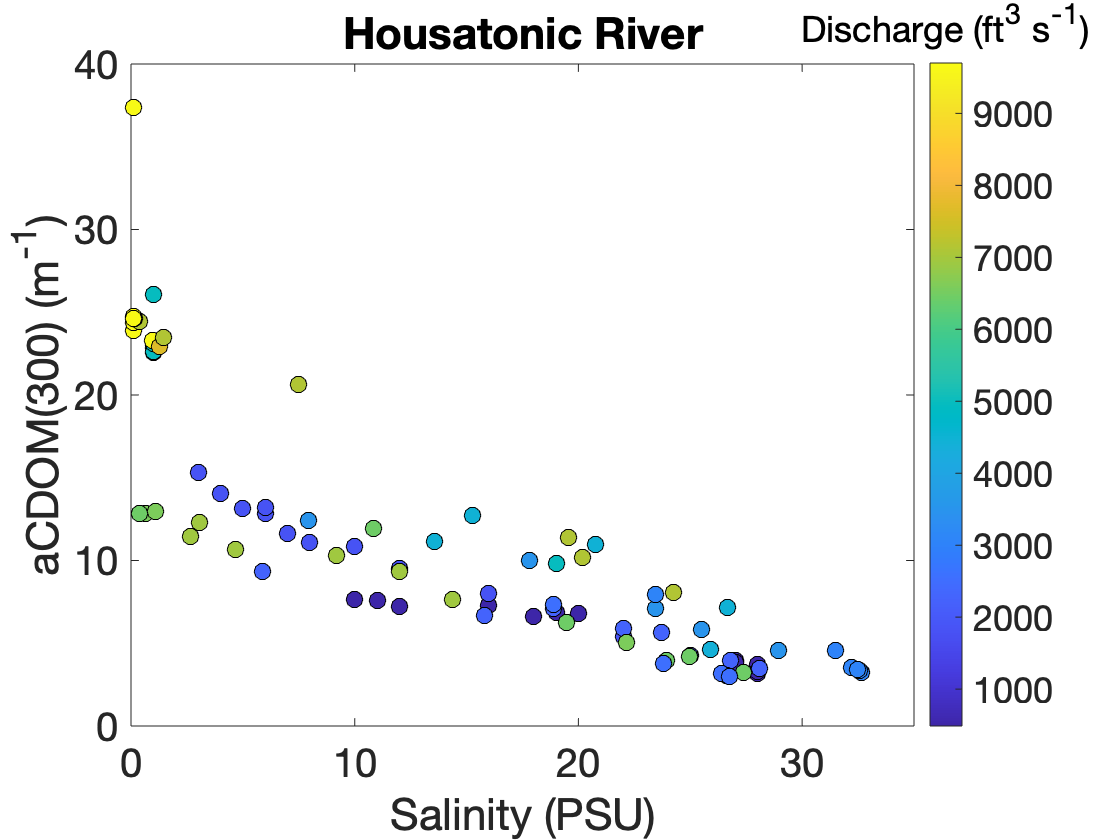 Housatonic River
Discharge (ft³ s⁻¹)
40
30
20
10
0
aCDOM(300) (m⁻¹)
0 10 20 30
Salinity (PSU)
9000
8000
7000
6000
5000
4000
3000
2000
1000